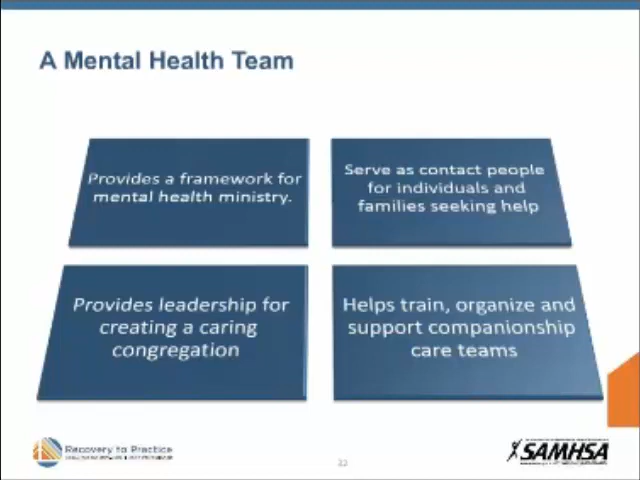 A Mental Health Team
Provides a framework for
mental health ministry.
Serve as contact people
for individuals and
families seeking help
Provides leadership for
creating a caring
congregation
Helps train, organize and
support companionship
care teams
Recovery to Practice
SAMHSA